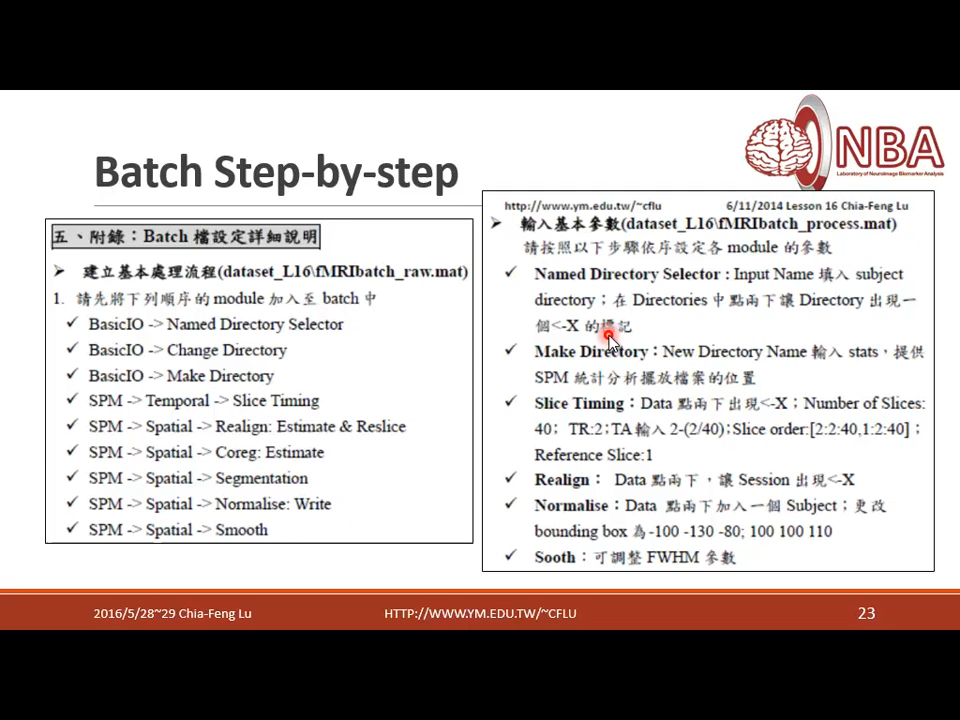 Batch Step-by-step
NBA
Laboratory of Neuroimage Biomarker Analysis
五、附錄：Batch 檔設定詳細說明
➤ 建立基本處理流程(dataset_L16\fMRIbatch_raw.mat)
1. 請先將下列順序的 module 加入至 batch 中
✓ BasicIO -> Named Directory Selector
✓ BasicIO -> Change Directory
✓ BasicIO -> Make Directory
✓ SPM -> Temporal -> Slice Timing
✓ SPM -> Spatial -> Realign: Estimate & Reslice
✓ SPM -> Spatial -> Coreg: Estimate
✓ SPM -> Spatial -> Segmentation
✓ SPM -> Spatial -> Normalise: Write
✓ SPM -> Spatial -> Smooth
http://www.ym.edu.tw/~cflu 6/11/2014 Lesson 16 Chia-Feng Lu
➤ 輸入基本參數(dataset_L16\fMRIbatch_process.mat)
請按照以下步驟依序設定各 module 的參數
✓ Named Directory Selector : Input Name 填入 subject
directory；在 Directories 中點兩下讓 Directory 出現一
個<-X 的標記
✓ Make Directory：New Directory Name 輸入 stats，提供
SPM 統計分析擺放檔案的位置
✓ Slice Timing：Data 點兩下出現<-X；Number of Slices:
40； TR:2；TA 輸入 2-(2/40)；Slice order:[2:2:40,1:2:40]；
Reference Slice:1
✓ Realign： Data 點兩下，讓 Session 出現<-X
✓ Normalise：Data 點兩下加入一個 Subject；更改
bounding box 為 -100 -130 -80; 100 100 110
✓ Sooth：可調整 FWHM 參數
2016/5/28~29 Chia-Feng Lu HTTP://WWW.YM.EDU.TW/~CFLU 23